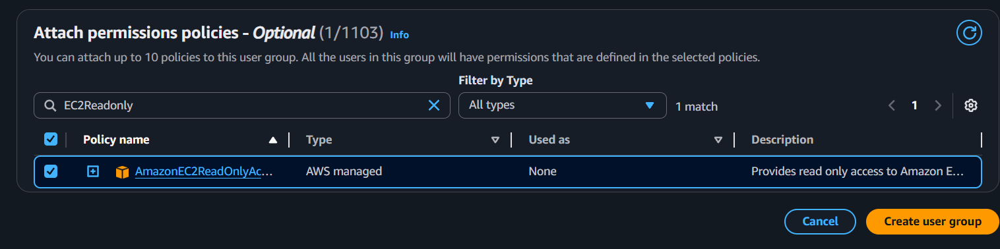 Attach permissions policies - Optional (1/1103) Info
You can attach up to 10 policies to this user group. All the users in this group will have permissions that are defined in the selected policies.
Filter by Type
EC2Readonly All types 1 match 1
Policy name Type Used as Description
AmazonEC2ReadOnlyAc... AWS managed None Provides read only access to Amazon E...
Cancel Create user group